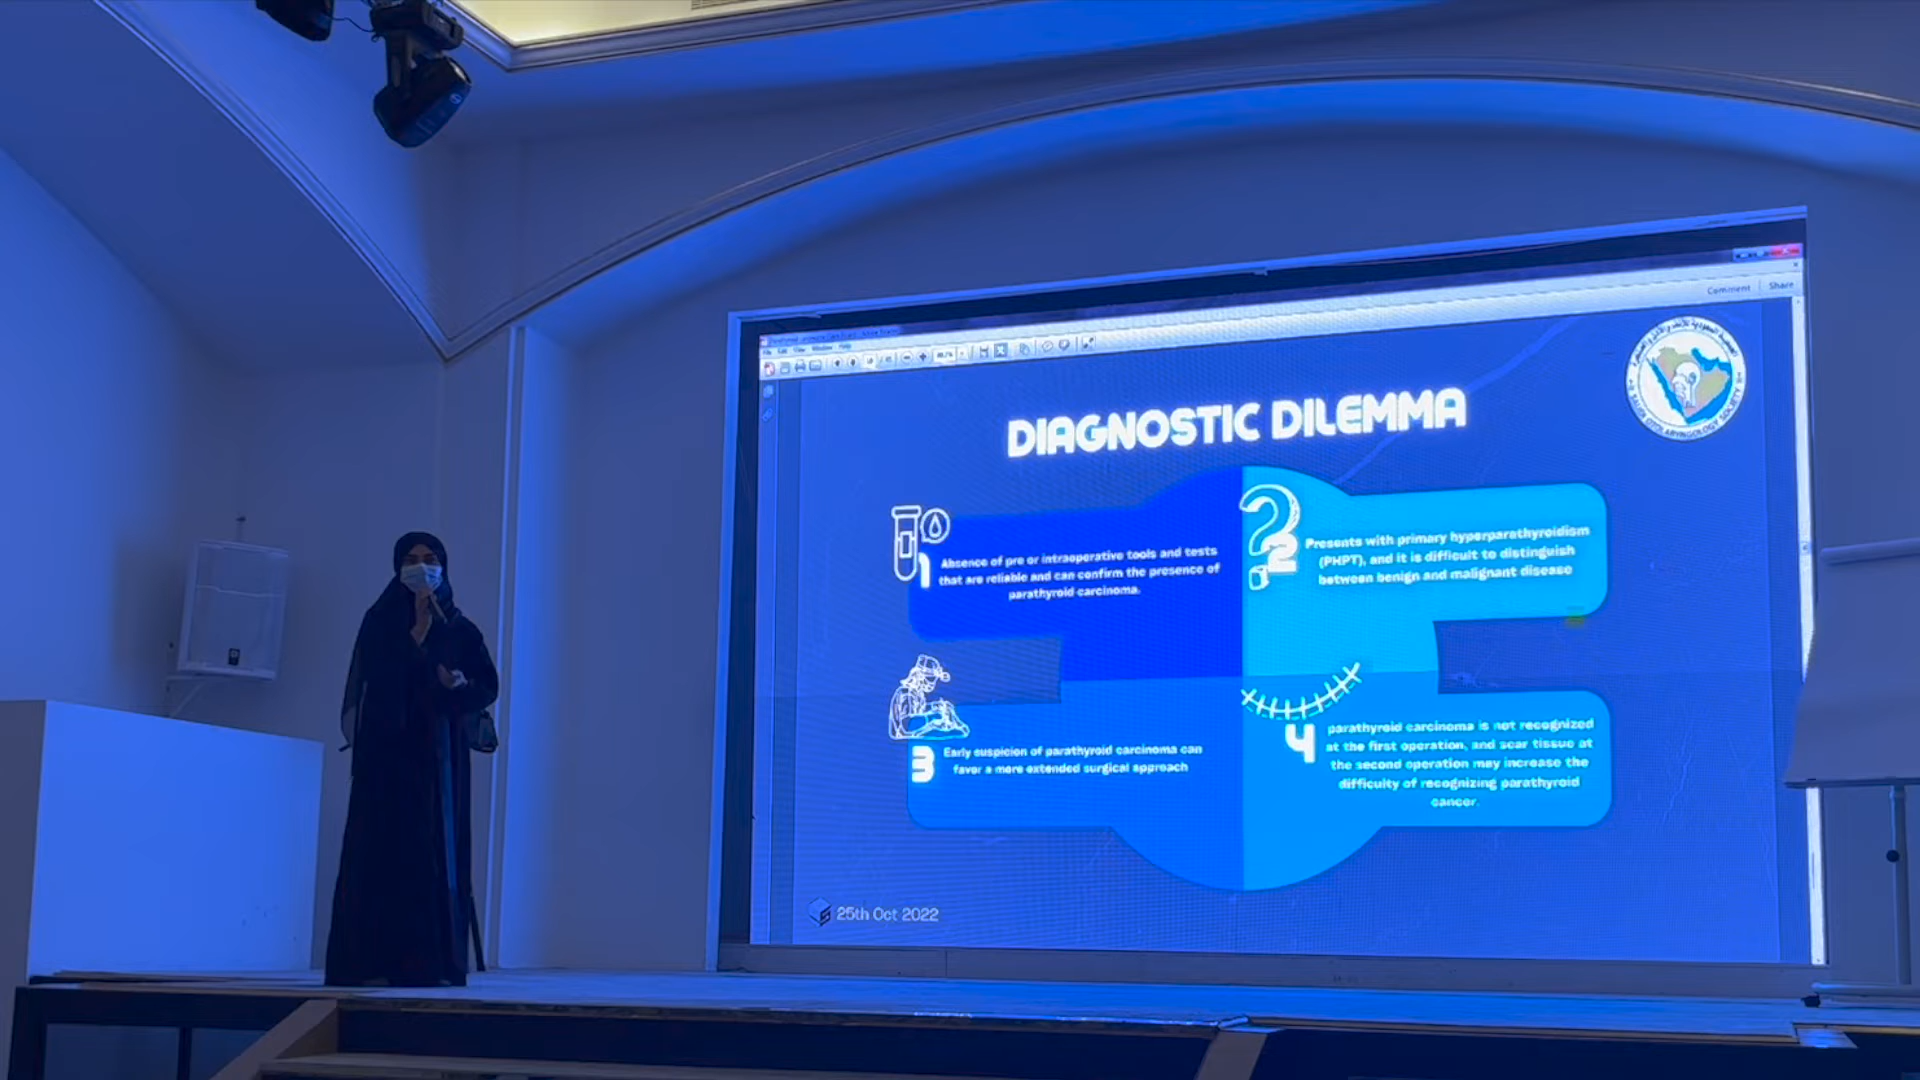 Comment Share
SAUDI OTOLARYNGOLOGY SOCIETY
DIAGNOSTIC DILEMMA
1
Absence of pre or intraoperative tools and tests
that are reliable and can confirm the presence of
parathyroid carcinoma.
2
Presents with primary hyperparathyroidism
(PHPT), and it is difficult to distinguish
between benign and malignant disease
3
Early suspicion of parathyroid carcinoma can
favor a more extended surgical approach
4
parathyroid carcinoma is not recognized
at the first operation, and scar tissue at
the second operation may increase the
difficulty of recognizing parathyroid
cancer.
25th Oct 2022